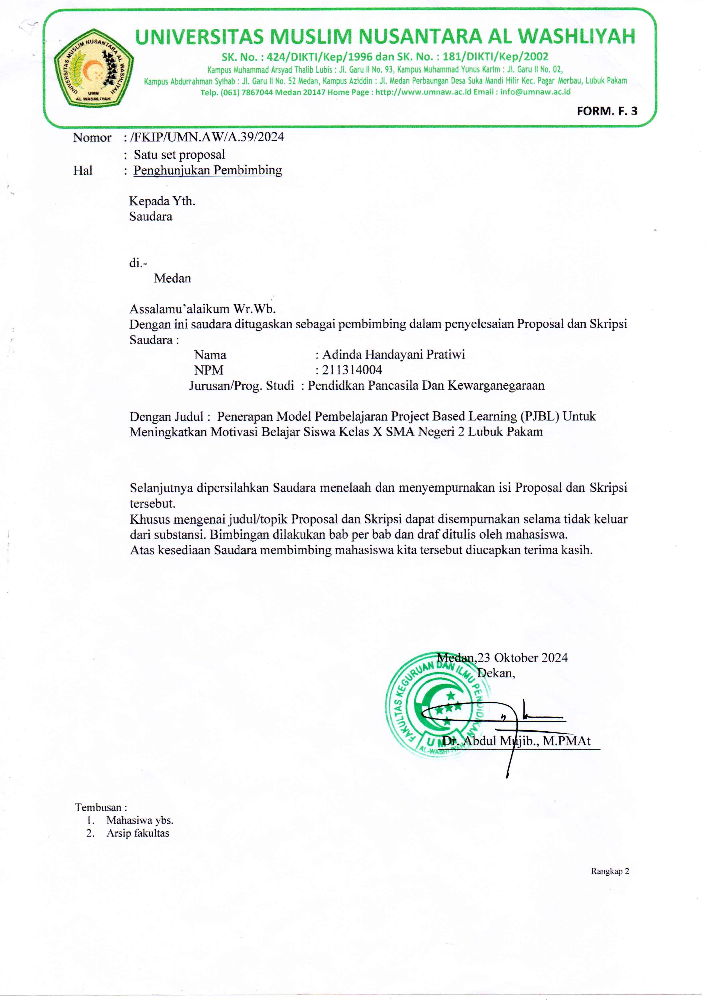 UNIVERSITAS MUSLIM NUSANTARA AL WASHLIYAH
SK. No. : 424/DIKTI/Kep/1996 dan SK. No. : 181/DIKTI/Kep/2002
Kampus Muhammad Arsyad Thalib Lubis : Jl. Garu II No. 93, Kampus Muhammad Yunus Karim : Jl. Garu II No. 02,
Kampus Abdurrahman Syihab : Jl. Garu II No. 52 Medan, Kampus Aziddin : Jl. Medan Perbaungan Desa Suka Mandi Hilir Kec. Pagar Merbau, Lubuk Pakam
Telp. (061) 7867044 Medan 20147 Home Page : http://www.umnaw.ac.id Email : info@umnaw.ac.id
UNIVERSITAS MUSLIM NUSANTARA AL WASHLIYAH
UMN
AL WASHLIYAH
FORM. F. 3
Nomor : /FKIP/UMN.AW/A.39/2024
: Satu set proposal
Hal : Penghunjukan Pembimbing
Kepada Yth.
Saudara
di.-
Medan
Assalamu’alaikum Wr.Wb.
Dengan ini saudara ditugaskan sebagai pembimbing dalam penyelesaian Proposal dan Skripsi
Saudara :
Nama : Adinda Handayani Pratiwi
NPM : 211314004
Jurusan/Prog. Studi : Pendidkan Pancasila Dan Kewarganegaraan
Dengan Judul : Penerapan Model Pembelajaran Project Based Learning (PJBL) Untuk
Meningkatkan Motivasi Belajar Siswa Kelas X SMA Negeri 2 Lubuk Pakam
Selanjutnya dipersilahkan Saudara menelaah dan menyempurnakan isi Proposal dan Skripsi
tersebut.
Khusus mengenai judul/topik Proposal dan Skripsi dapat disempurnakan selama tidak keluar
dari substansi. Bimbingan dilakukan bab per bab dan draf ditulis oleh mahasiswa.
Atas kesediaan Saudara membimbing mahasiswa kita tersebut diucapkan terima kasih.
Medan,23 Oktober 2024
Dekan,
FAKULTAS KEGURUAN DAN ILMU PENDIDIKAN
UMN
AL-WASHLIYAH
Dr. Abdul Mujib., M.PMAt
Tembusan :
1. Mahasiwa ybs.
2. Arsip fakultas
Rangkap 2